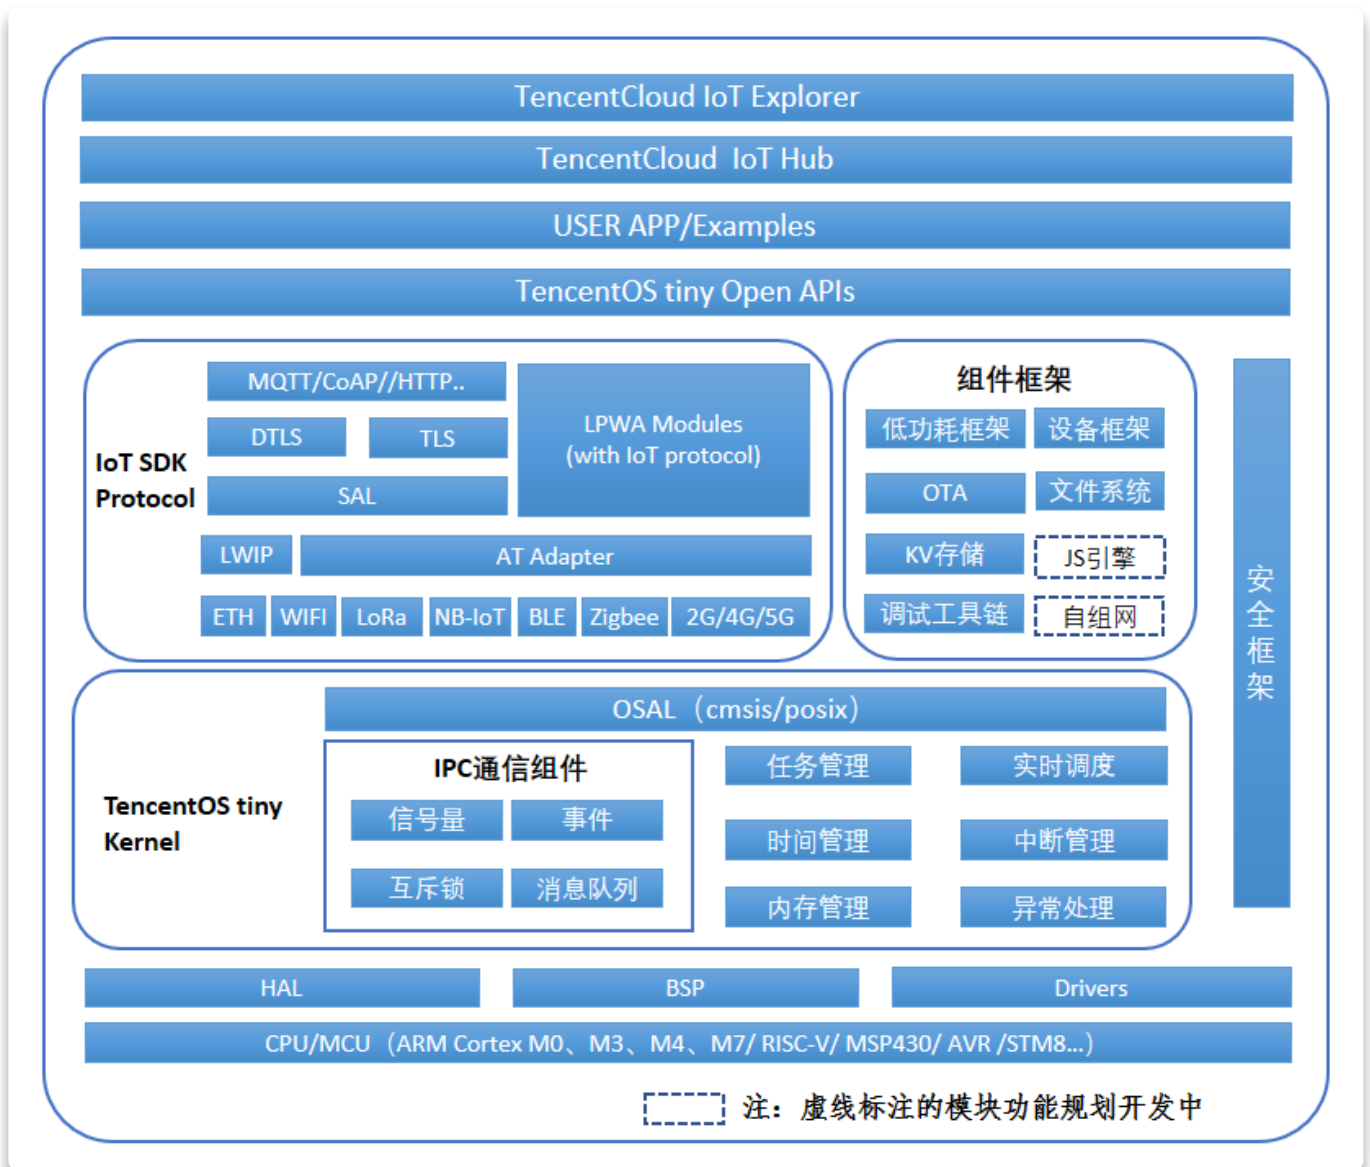 TencentCloud IoT Explorer
TencentCloud  IoT Hub
USER APP/Examples
TencentOS tiny Open APIs
IoT SDK
Protocol
MQTT/CoAP//HTTP..
DTLS
TLS
SAL
LPWA Modules
(with IoT protocol)
LWIP
AT Adapter
ETH
WIFI
LoRa
NB-IoT
BLE
Zigbee
2G/4G/5G
组件框架
低功耗框架
设备框架
OTA
文件系统
KV存储
JS引擎
调试工具链
自组网
安
全
框
架
TencentOS tiny
Kernel
OSAL（cmsis/posix）
IPC通信组件
信号量
事件
互斥锁
消息队列
任务管理
实时调度
时间管理
中断管理
内存管理
异常处理
HAL
BSP
Drivers
CPU/MCU（ARM Cortex M0、M3、M4、M7/ RISC-V/ MSP430/ AVR /STM8...）
注：虚线标注的模块功能规划开发中